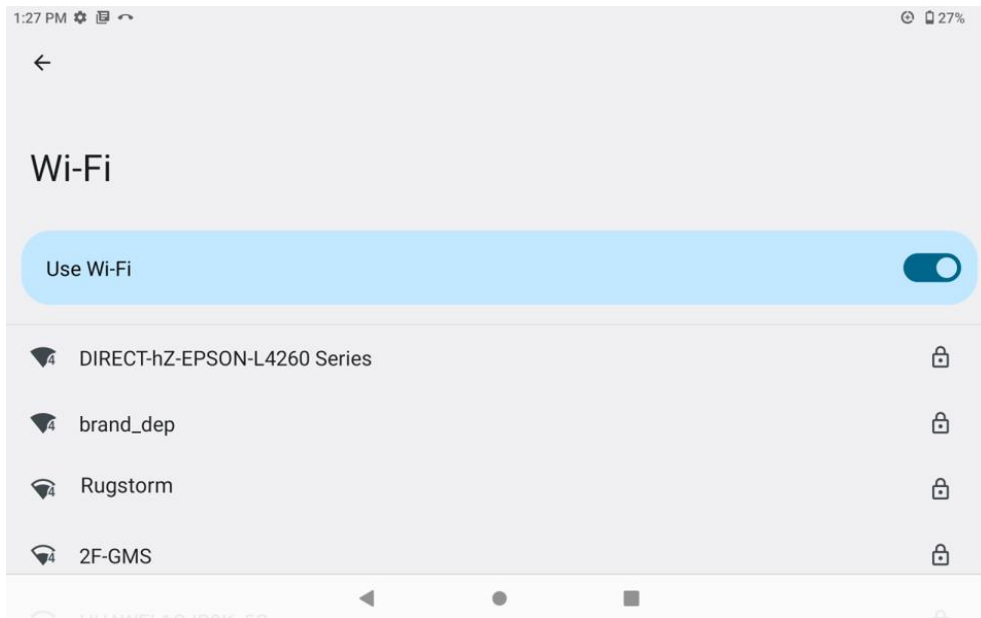 1:27 PM 27%
Wi-Fi
Use Wi-Fi
DIRECT-hZ-EPSON-L4260 Series
brand_dep
Rugstorm
2F-GMS